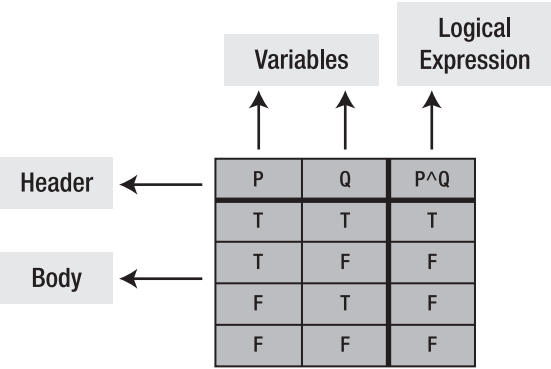 Logical
Expression
Variables
Header
P Q P^Q
T T T
T F F
Body
F T F
F F F